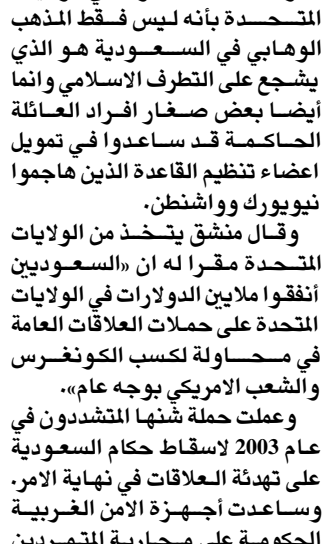 المتحدة بأنه ليس فقط المذهب
الوهابي في السعودية هو الذي
يشجع على التطرف الاسلامي وانما
أيضا بعض صغار افراد العائلة
الحاكمة قد ساعدوا في تمويل
اعضاء تنظيم القاعدة الذين هاجموا
نيويورك وواشنطن.
وقال منشق يتخذ من الولايات
المتحدة مقرا له ان «السعوديين
أنفقوا ملايين الدولارات في الولايات
المتحدة على حملات العلاقات العامة
في محاولة لكسب الكونغرس
والشعب الامريكي بوجه عام».
وعملت حملة شنها المتشددون في
عام 2003 لاسقاط حكام السعودية
على تهدئة العلاقات في نهاية الامر.
وساعدت أجهزة الامن الغربية
الحكومة على محاربة المتمردين